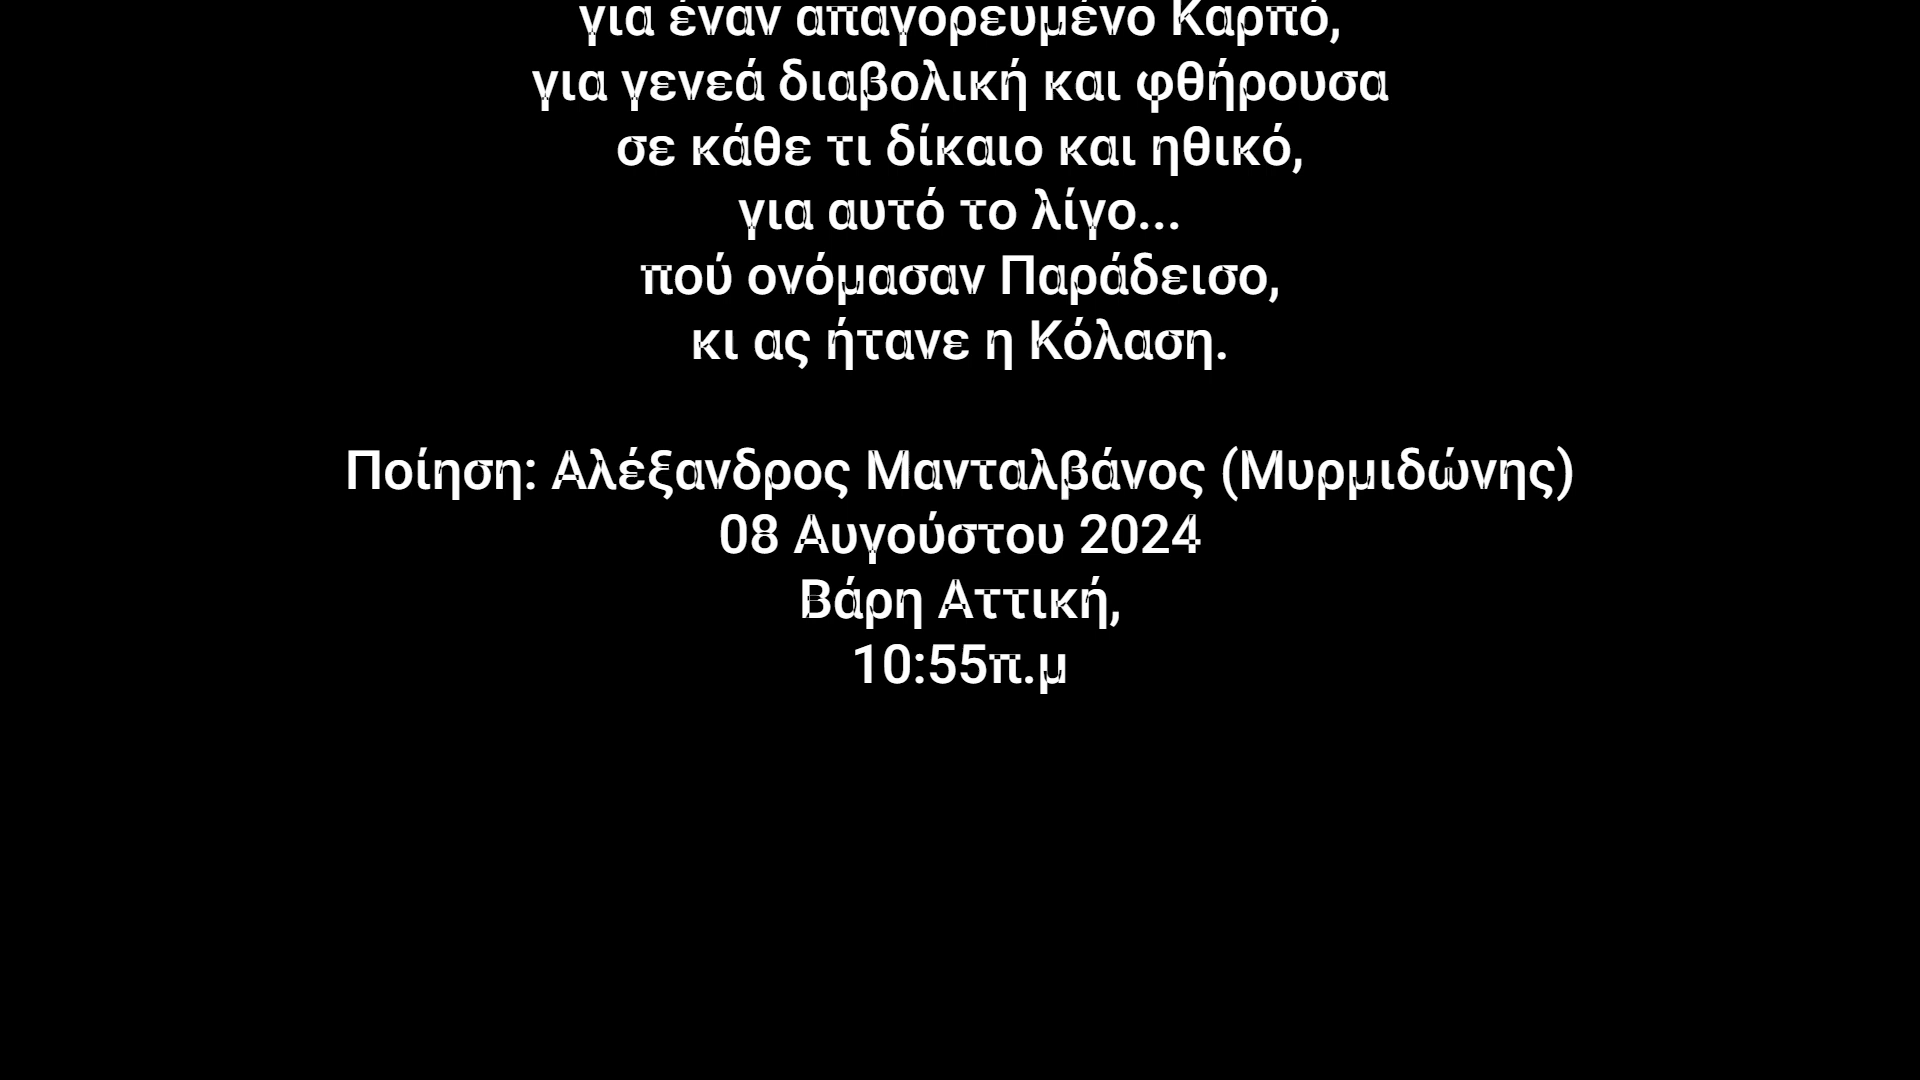 για έναν απαγορευμένο Καρπό,
για γενεά διαβολική και φθήρουσα
σε κάθε τι δίκαιο και ηθικό,
για αυτό το λίγο...
πού ονόμασαν Παράδεισο,
κι ας ήτανε η Κόλαση.
Ποίηση: Αλέξανδρος Μανταλβάνος (Μυρμιδώνης)
08 Αυγούστου 2024
Βάρη Αττική,
10:55π.μ